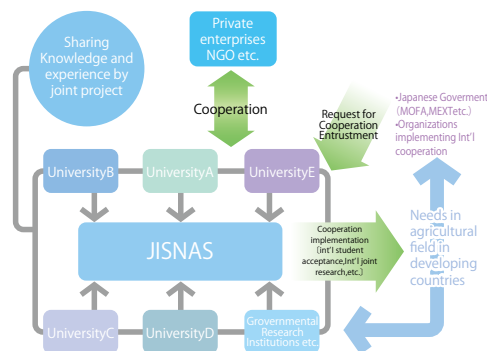 Sharing
Knowledge and
experience by
joint project
Private
enterprises
NGO etc.
Cooperation
Request for
Cooperation
Entrustment
•Japanese Goverment
(MOFA,MEXTetc.)
•Organizations
implementing Int'l
cooperation
UniversityB
UniversityA
UniversityE
JISNAS
Cooperation
implementation
(int'l student
acceptance,Int'l joint
research,etc.)
Needs in
agricultural
field in
developing
countries
UniversityC
UniversityD
Grovernmental
Research
Institutions etc.